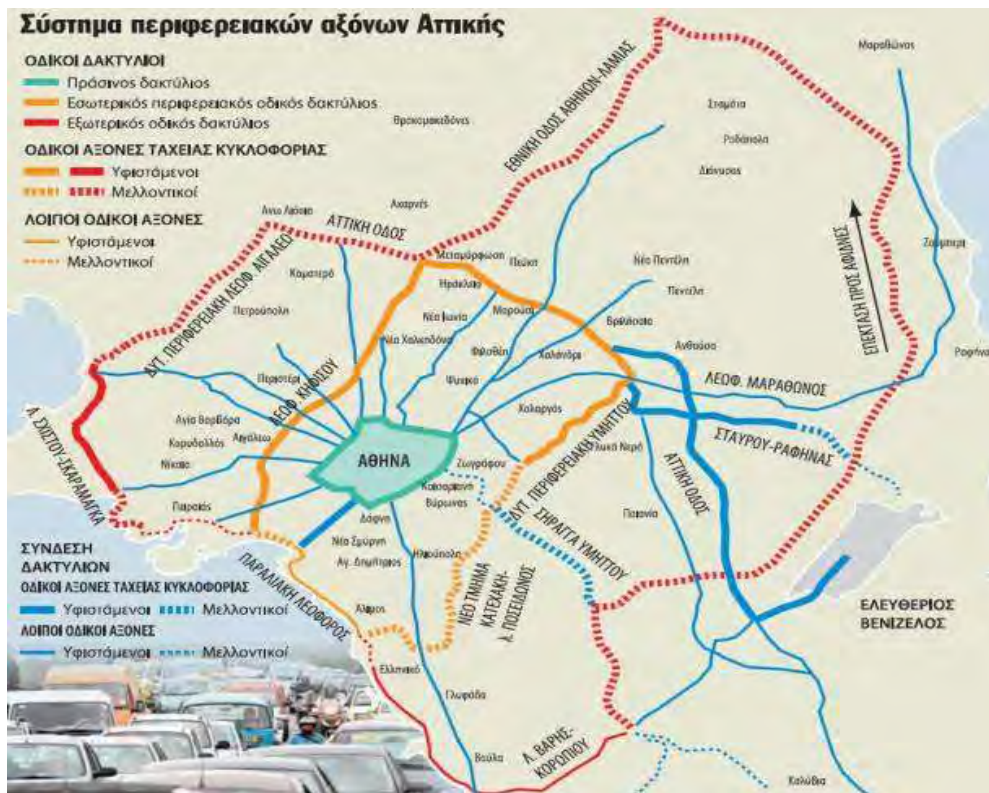 Σύστημα περιφερειακών αξόνων Αττικής
ΟΔΙΚΟΙ ΔΑΚΤΥΛΙΟΙ
Πράσινος δακτύλιος
Εσωτερικός περιφερειακός οδικός δακτύλιος
Εξωτερικός οδικός δακτύλιος
ΟΔΙΚΟΙ ΑΞΟΝΕΣ ΤΑΧΕΙΑΣ ΚΥΚΛΟΦΟΡΙΑΣ
Υφιστάμενοι
Μελλοντικοί
ΛΟΙΠΟΙ ΟΔΙΚΟΙ ΑΞΟΝΕΣ
Υφιστάμενοι
Μελλοντικοί
Μαραθώνας
Θρακομακεδόνες
ΕΘΝΙΚΗ ΟΔΟΣ ΑΘΗΝΩΝ-ΛΑΜΙΑΣ
Σταμάτα
Ροδόπολη
Διόνυσος
Άνω Λιόσια
Αχαρνές
ΑΤΤΙΚΗ ΟΔΟΣ
Ζούμπερι
ΕΠΕΚΤΑΣΗ ΠΡΟΣ ΑΦΙΔΝΕΣ
Ραφήνα
Μεταμόρφωση
Πεύκη
Νέα Πεντέλη
Πεντέλη
Καματερό
Ηράκλειο
Πετρούπολη
Νέα Ιωνία
Μαρούσι
Βριλήσσια
ΔΥΤ. ΠΕΡΙΦΕΡΕΙΑΚΗ ΛΕΩΦ. ΑΙΓΑΛΕΩ
Νέα Χαλκηδόνα
Φιλοθέη
Χαλάνδρι
Ανθούσα
Περιστέρι
ΛΕΩΦ. ΚΗΦΙΣΟΥ
Ψυχικό
ΛΕΩΦ. ΜΑΡΑΘΩΝΟΣ
Αγία Βαρβάρα
Χολαργός
Κορυδαλλός
Αιγάλεω
ΣΤΑΥΡΟΥ-ΡΑΦΗΝΑΣ
Γλυκά Νερά
Λ. ΣΧΙΣΤΟΥ-ΣΚΑΡΑΜΑΓΚΑ
Νίκαια
ΑΘΗΝΑ
Ζωγράφου
ΔΥΤ. ΠΕΡΙΦΕΡΕΙΑΚΗ ΥΜΗΤΤΟΥ
ΑΤΤΙΚΗ ΟΔΟΣ
Καισαριανή
Βύρωνας
Πειραιάς
Δάφνη
Παιανία
ΣΗΡΑΓΓΑ ΥΜΗΤΤΟΥ
Νέα Σμύρνη
Ηλιούπολη
Αγ. Δημήτριος
ΣΥΝΔΕΣΗ
ΔΑΚΤΥΛΙΩΝ
ΟΔΙΚΟΙ ΑΞΟΝΕΣ ΤΑΧΕΙΑΣ ΚΥΚΛΟΦΟΡΙΑΣ
Υφιστάμενοι
Μελλοντικοί
ΛΟΙΠΟΙ ΟΔΙΚΟΙ ΑΞΟΝΕΣ
Υφιστάμενοι
Μελλοντικοί
ΠΑΡΑΛΙΑΚΗ ΛΕΩΦΟΡΟΣ
Άλιμος
ΝΕΟ ΤΜΗΜΑ
ΚΑΤΕΧΑΚΗ-
Λ. ΠΟΣΕΙΔΩΝΟΣ
ΕΛΕΥΘΕΡΙΟΣ
ΒΕΝΙΖΕΛΟΣ
Ελληνικό
Γλυφάδα
Βούλα
Λ. ΒΑΡΗΣ-
ΚΟΡΩΠΙΟΥ
Καλύβια